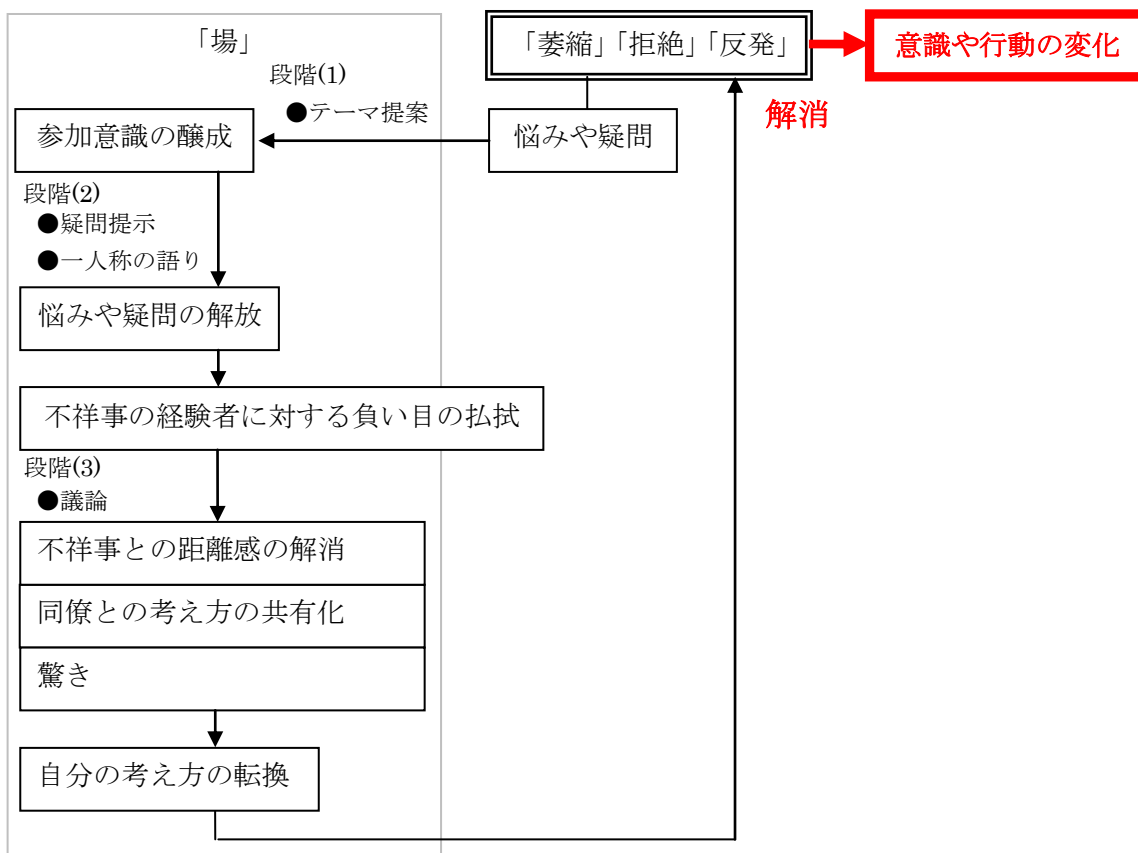 「場」
「萎縮」「拒絶」「反発」
意識や行動の変化
段階(1)
●テーマ提案
解消
参加意識の醸成
悩みや疑問
段階(2)
●疑問提示
●一人称の語り
悩みや疑問の解放
不祥事の経験者に対する負い目の払拭
段階(3)
●議論
不祥事との距離感の解消
同僚との考え方の共有化
驚き
自分の考え方の転換